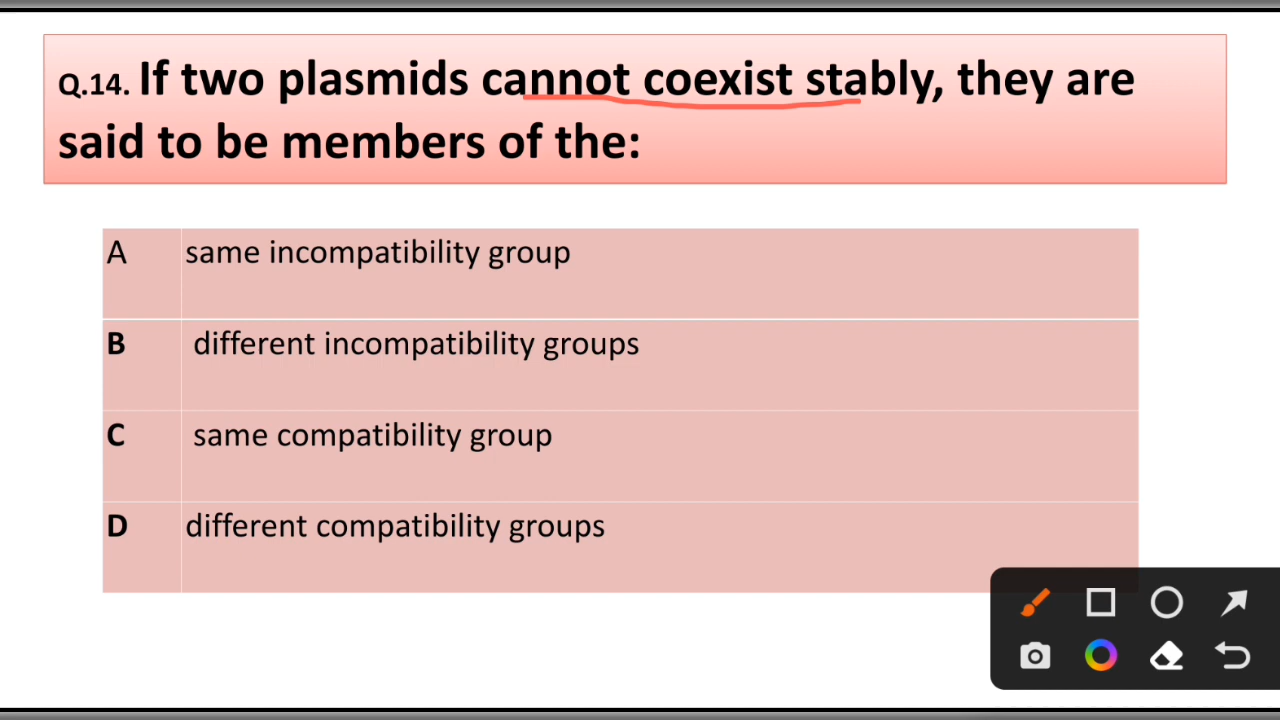 Q.14. If two plasmids cannot coexist stably, they are
said to be members of the:
A same incompatibility group
B different incompatibility groups
C same compatibility group
D different compatibility groups